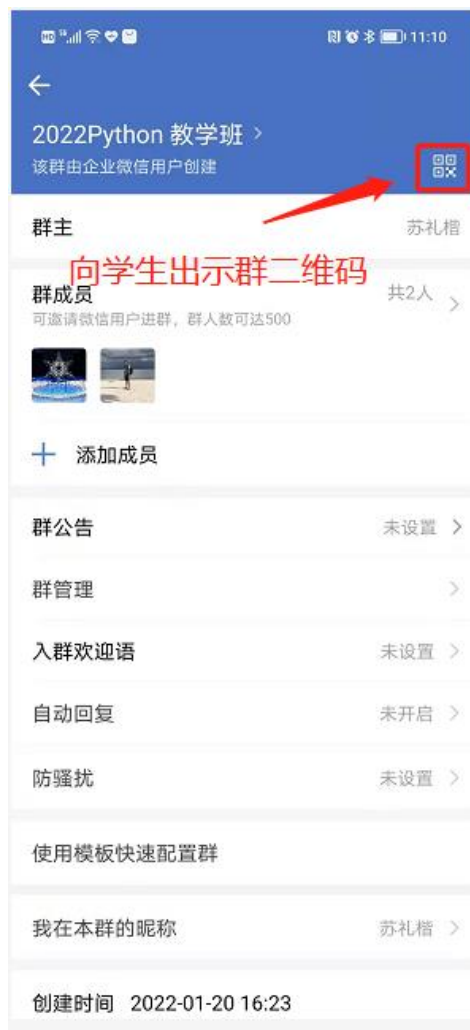 11:10
2022Python 教学班
该群由企业微信用户创建
群主 苏礼楷
向学生出示群二维码
群成员 共2人
可邀请微信用户进群，群人数可达500
添加成员
群公告 未设置
群管理
入群欢迎语 未设置
自动回复 未开启
防骚扰 未设置
使用模板快速配置群
我在本群的昵称 苏礼楷
创建时间 2022-01-20 16:23